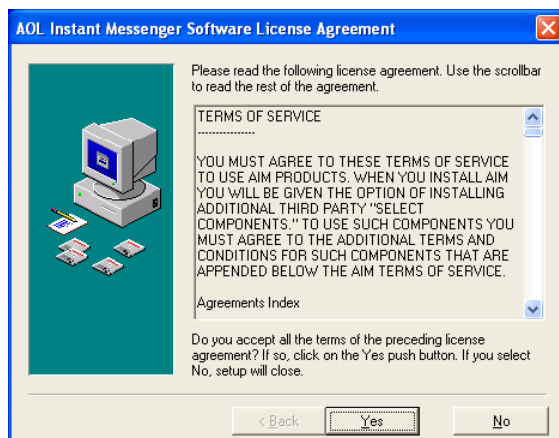 AOL Instant Messenger Software License Agreement
Please read the following license agreement. Use the scrollbar
to read the rest of the agreement.
TERMS OF SERVICE
---------------
YOU MUST AGREE TO THESE TERMS OF SERVICE
TO USE AIM PRODUCTS. WHEN YOU INSTALL AIM
YOU WILL BE GIVEN THE OPTION OF INSTALLING
ADDITIONAL THIRD PARTY "SELECT
COMPONENTS." TO USE SUCH COMPONENTS YOU
MUST AGREE TO THE ADDITIONAL TERMS AND
CONDITIONS FOR SUCH COMPONENTS THAT ARE
APPENDED BELOW THE AIM TERMS OF SERVICE.
Agreements Index
Do you accept all the terms of the preceding license
agreement? If so, click on the Yes push button. If you select
No, setup will close.
< Back Yes No